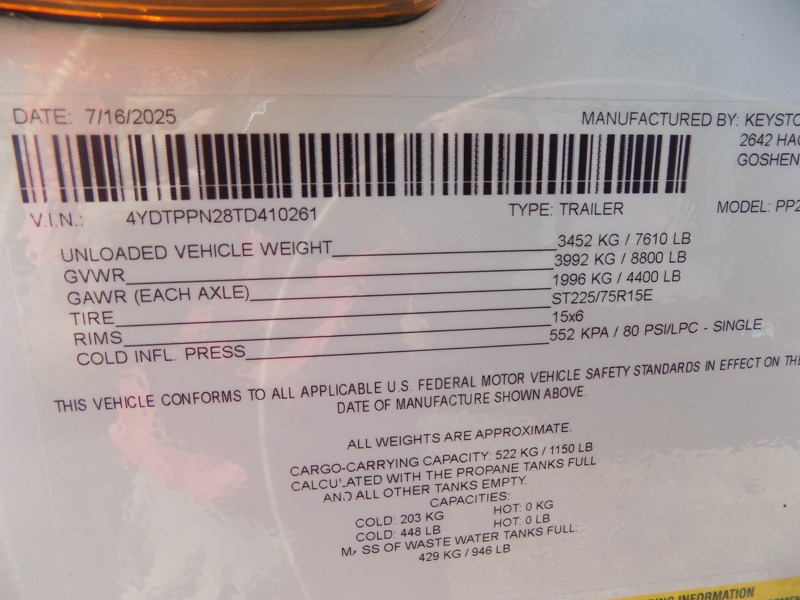 DATE: 7/16/2025
MANUFACTURED BY: KEYSTO
2642 HAC
GOSHEN
V.I.N.: 4YDTPPN28TD410261 TYPE: TRAILER MODEL: PP2
UNLOADED VEHICLE WEIGHT 3452 KG / 7610 LB
GVWR 3992 KG / 8800 LB
GAWR (EACH AXLE) 1996 KG / 4400 LB
TIRE ST225/75R15E
RIMS 15x6
COLD INFL. PRESS 552 KPA / 80 PSI/LPC - SINGLE
THIS VEHICLE CONFORMS TO ALL APPLICABLE U.S. FEDERAL MOTOR VEHICLE SAFETY STANDARDS IN EFFECT ON THE
DATE OF MANUFACTURE SHOWN ABOVE.
ALL WEIGHTS ARE APPROXIMATE.
CARGO-CARRYING CAPACITY: 522 KG / 1150 LB
CALCULATED WITH THE PROPANE TANKS FULL
AND ALL OTHER TANKS EMPTY.
CAPACITIES:
COLD: 203 KG HOT: 0 KG
COLD: 448 LB HOT: 0 LB
MASS OF WASTE WATER TANKS FULL:
429 KG / 946 LB
INFORMATION